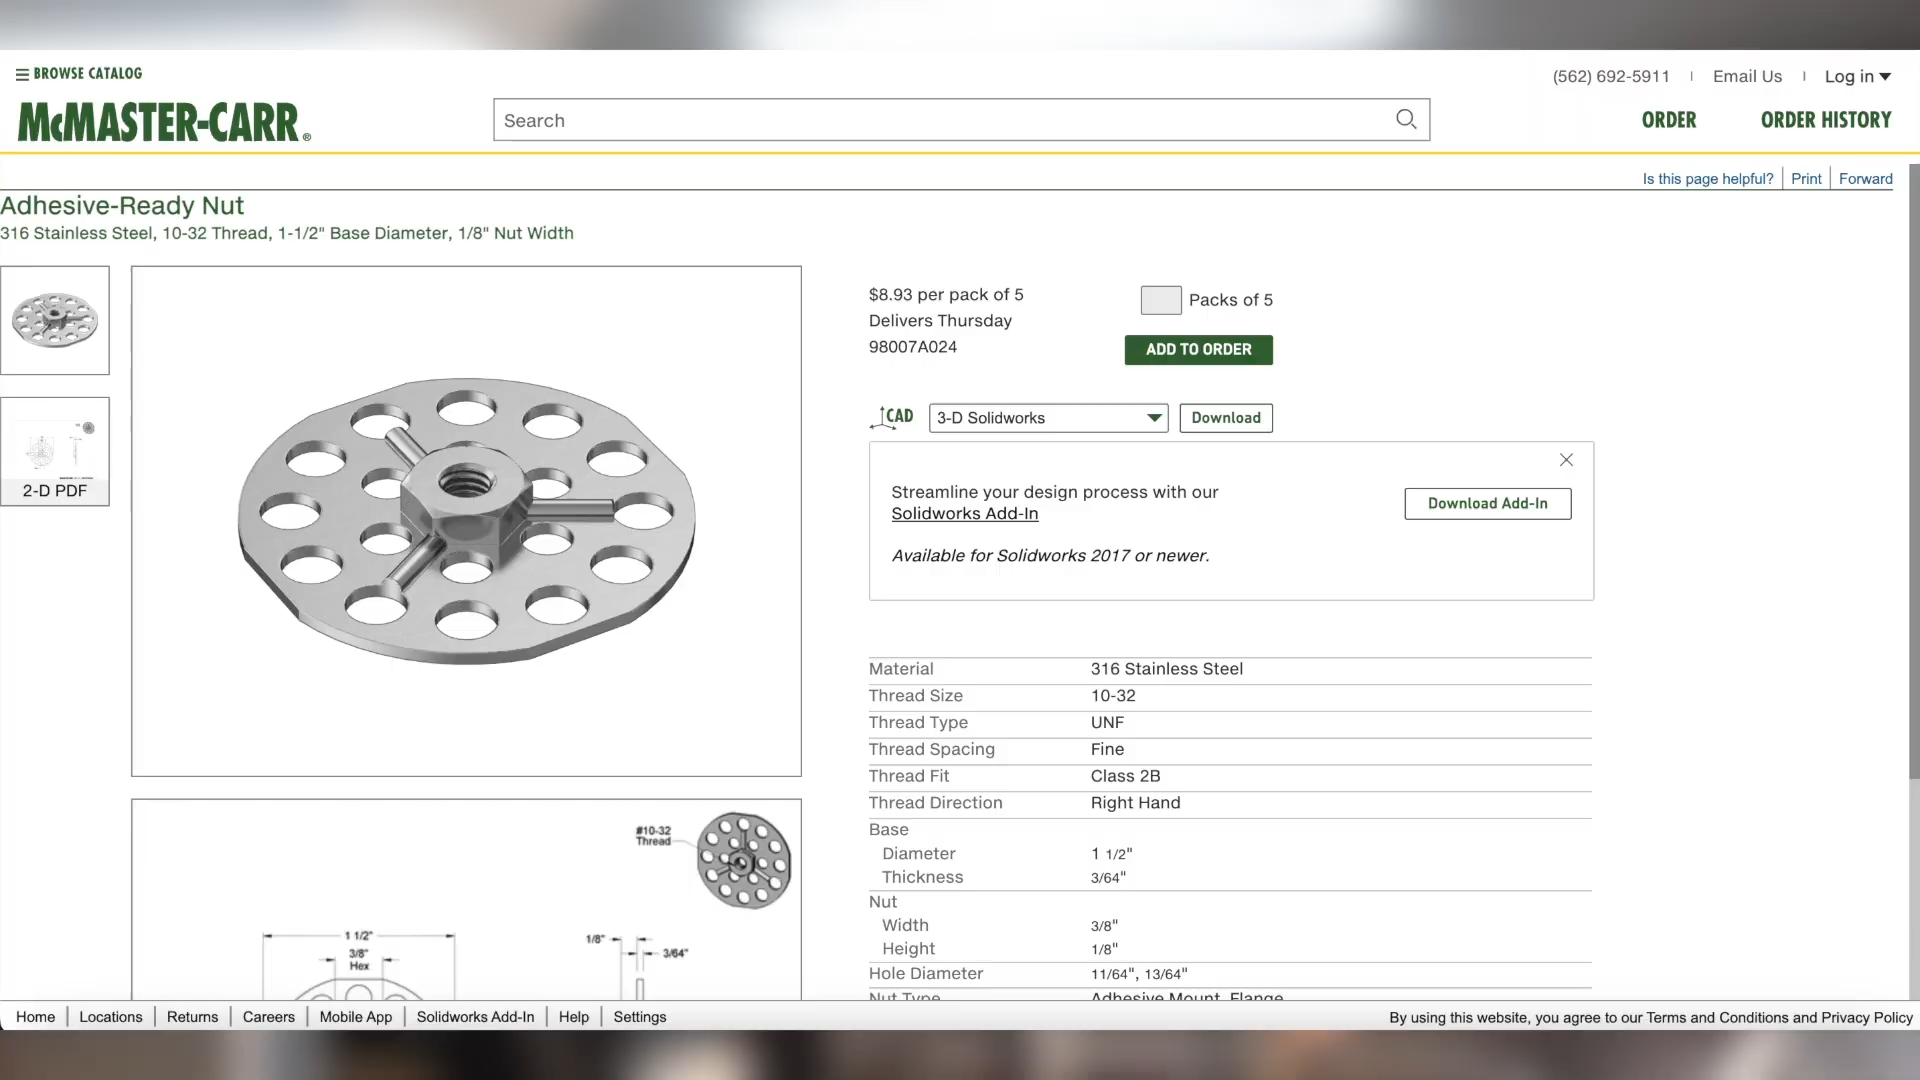 BROWSE CATALOG
(562) 692-5911
Email Us
Log in
McMASTER-CARR®
Search
ORDER
ORDER HISTORY
Is this page helpful?
Print
Forward
Adhesive-Ready Nut
316 Stainless Steel, 10-32 Thread, 1-1/2" Base Diameter, 1/8" Nut Width
2-D PDF
$8.93 per pack of 5
Delivers Thursday
98007A024
Packs of 5
ADD TO ORDER
CAD
3-D Solidworks
Download
Streamline your design process with our
Solidworks Add-In
Available for Solidworks 2017 or newer.
Download Add-In
Material 316 Stainless Steel
Thread Size 10-32
Thread Type UNF
Thread Spacing Fine
Thread Fit Class 2B
Thread Direction Right Hand
Base
Diameter 1 1/2"
Thickness 3/64"
Nut
Width 3/8"
Height 1/8"
Hole Diameter 11/64", 13/64"
Nut Type Adhesive Mount, Flange
#10-32
Thread
1 1/2"
3/8"
Hex
1/8"
3/64"
Home
Locations
Returns
Careers
Mobile App
Solidworks Add-In
Help
Settings
By using this website, you agree to our Terms and Conditions and Privacy Policy